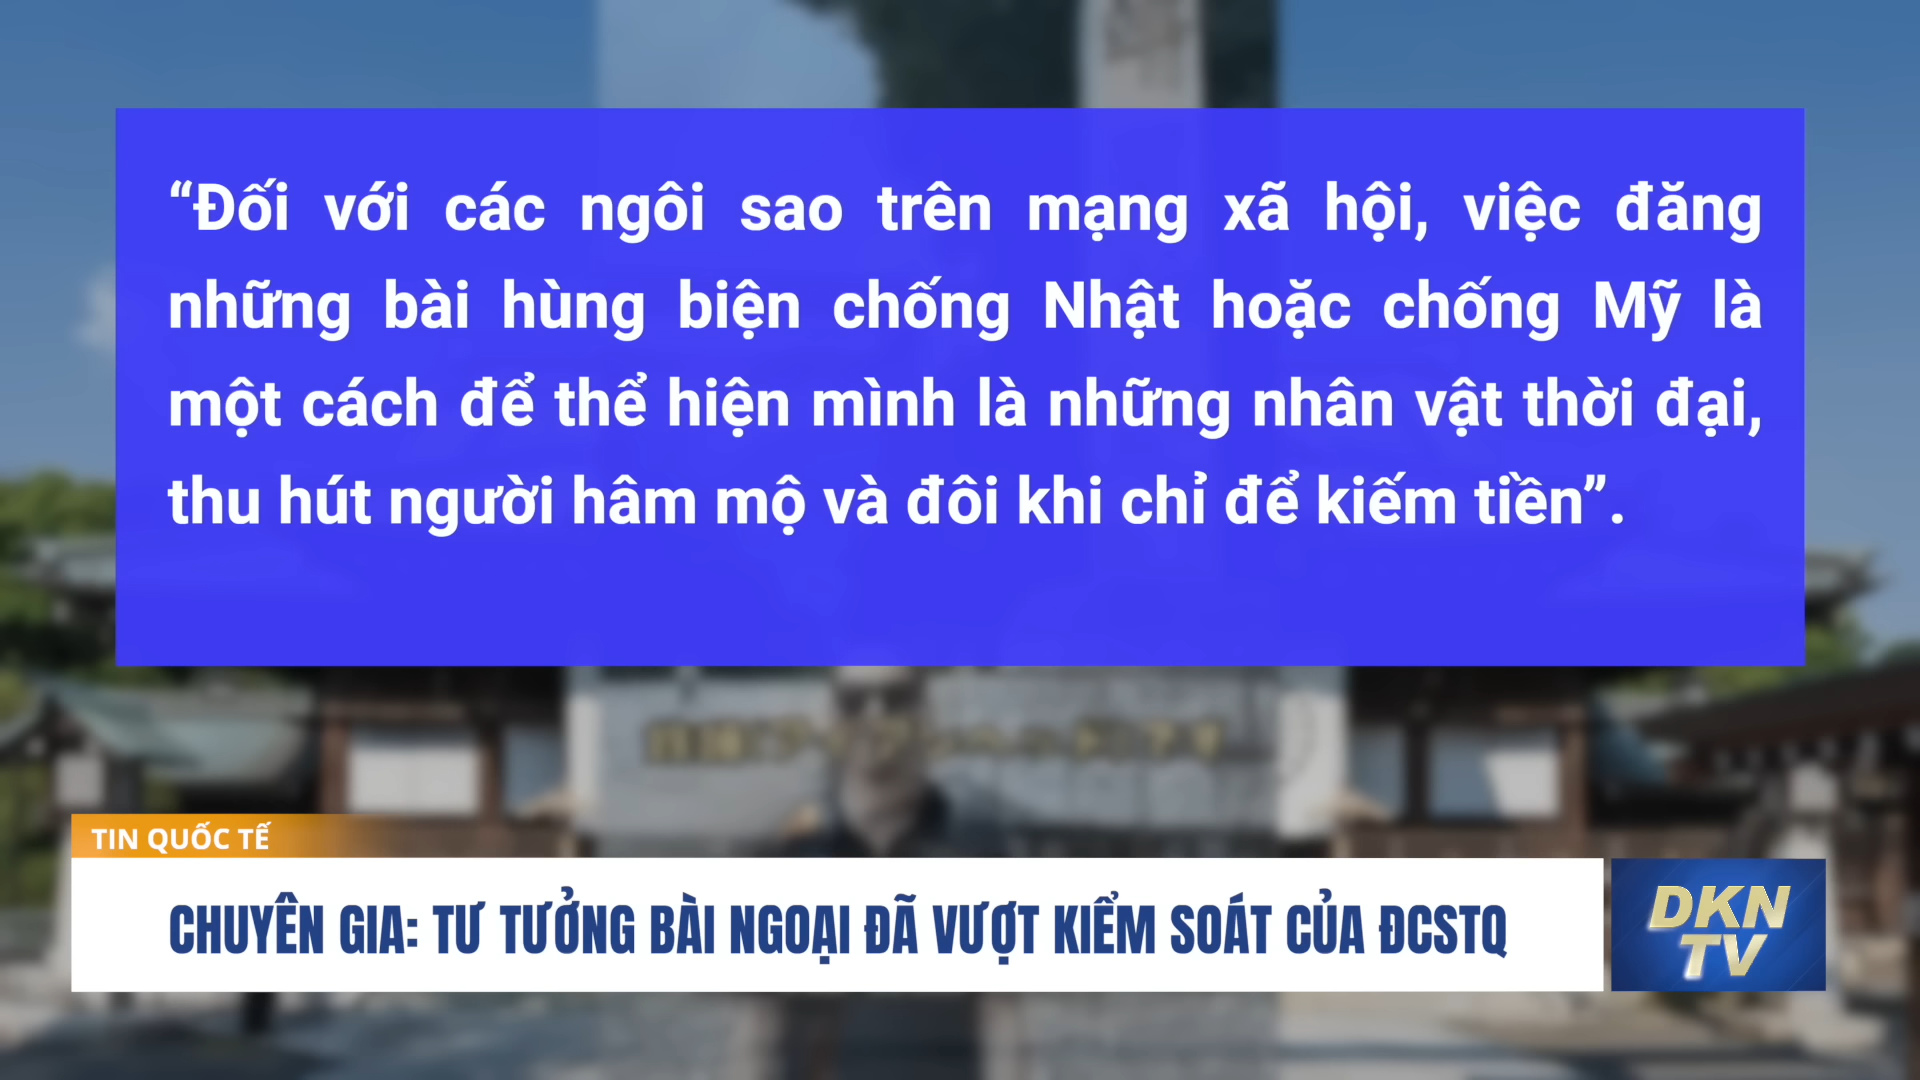 “Đối với các ngôi sao trên mạng xã hội, việc đăng
những bài hùng biện chống Nhật hoặc chống Mỹ là
một cách để thể hiện mình là những nhân vật thời đại,
thu hút người hâm mộ và đôi khi chỉ để kiếm tiền”.
TIN QUỐC TẾ
CHUYÊN GIA: TƯ TƯỞNG BÀI NGOẠI ĐÃ VƯỢT KIỂM SOÁT CỦA ĐCSTQ
DKN
TV